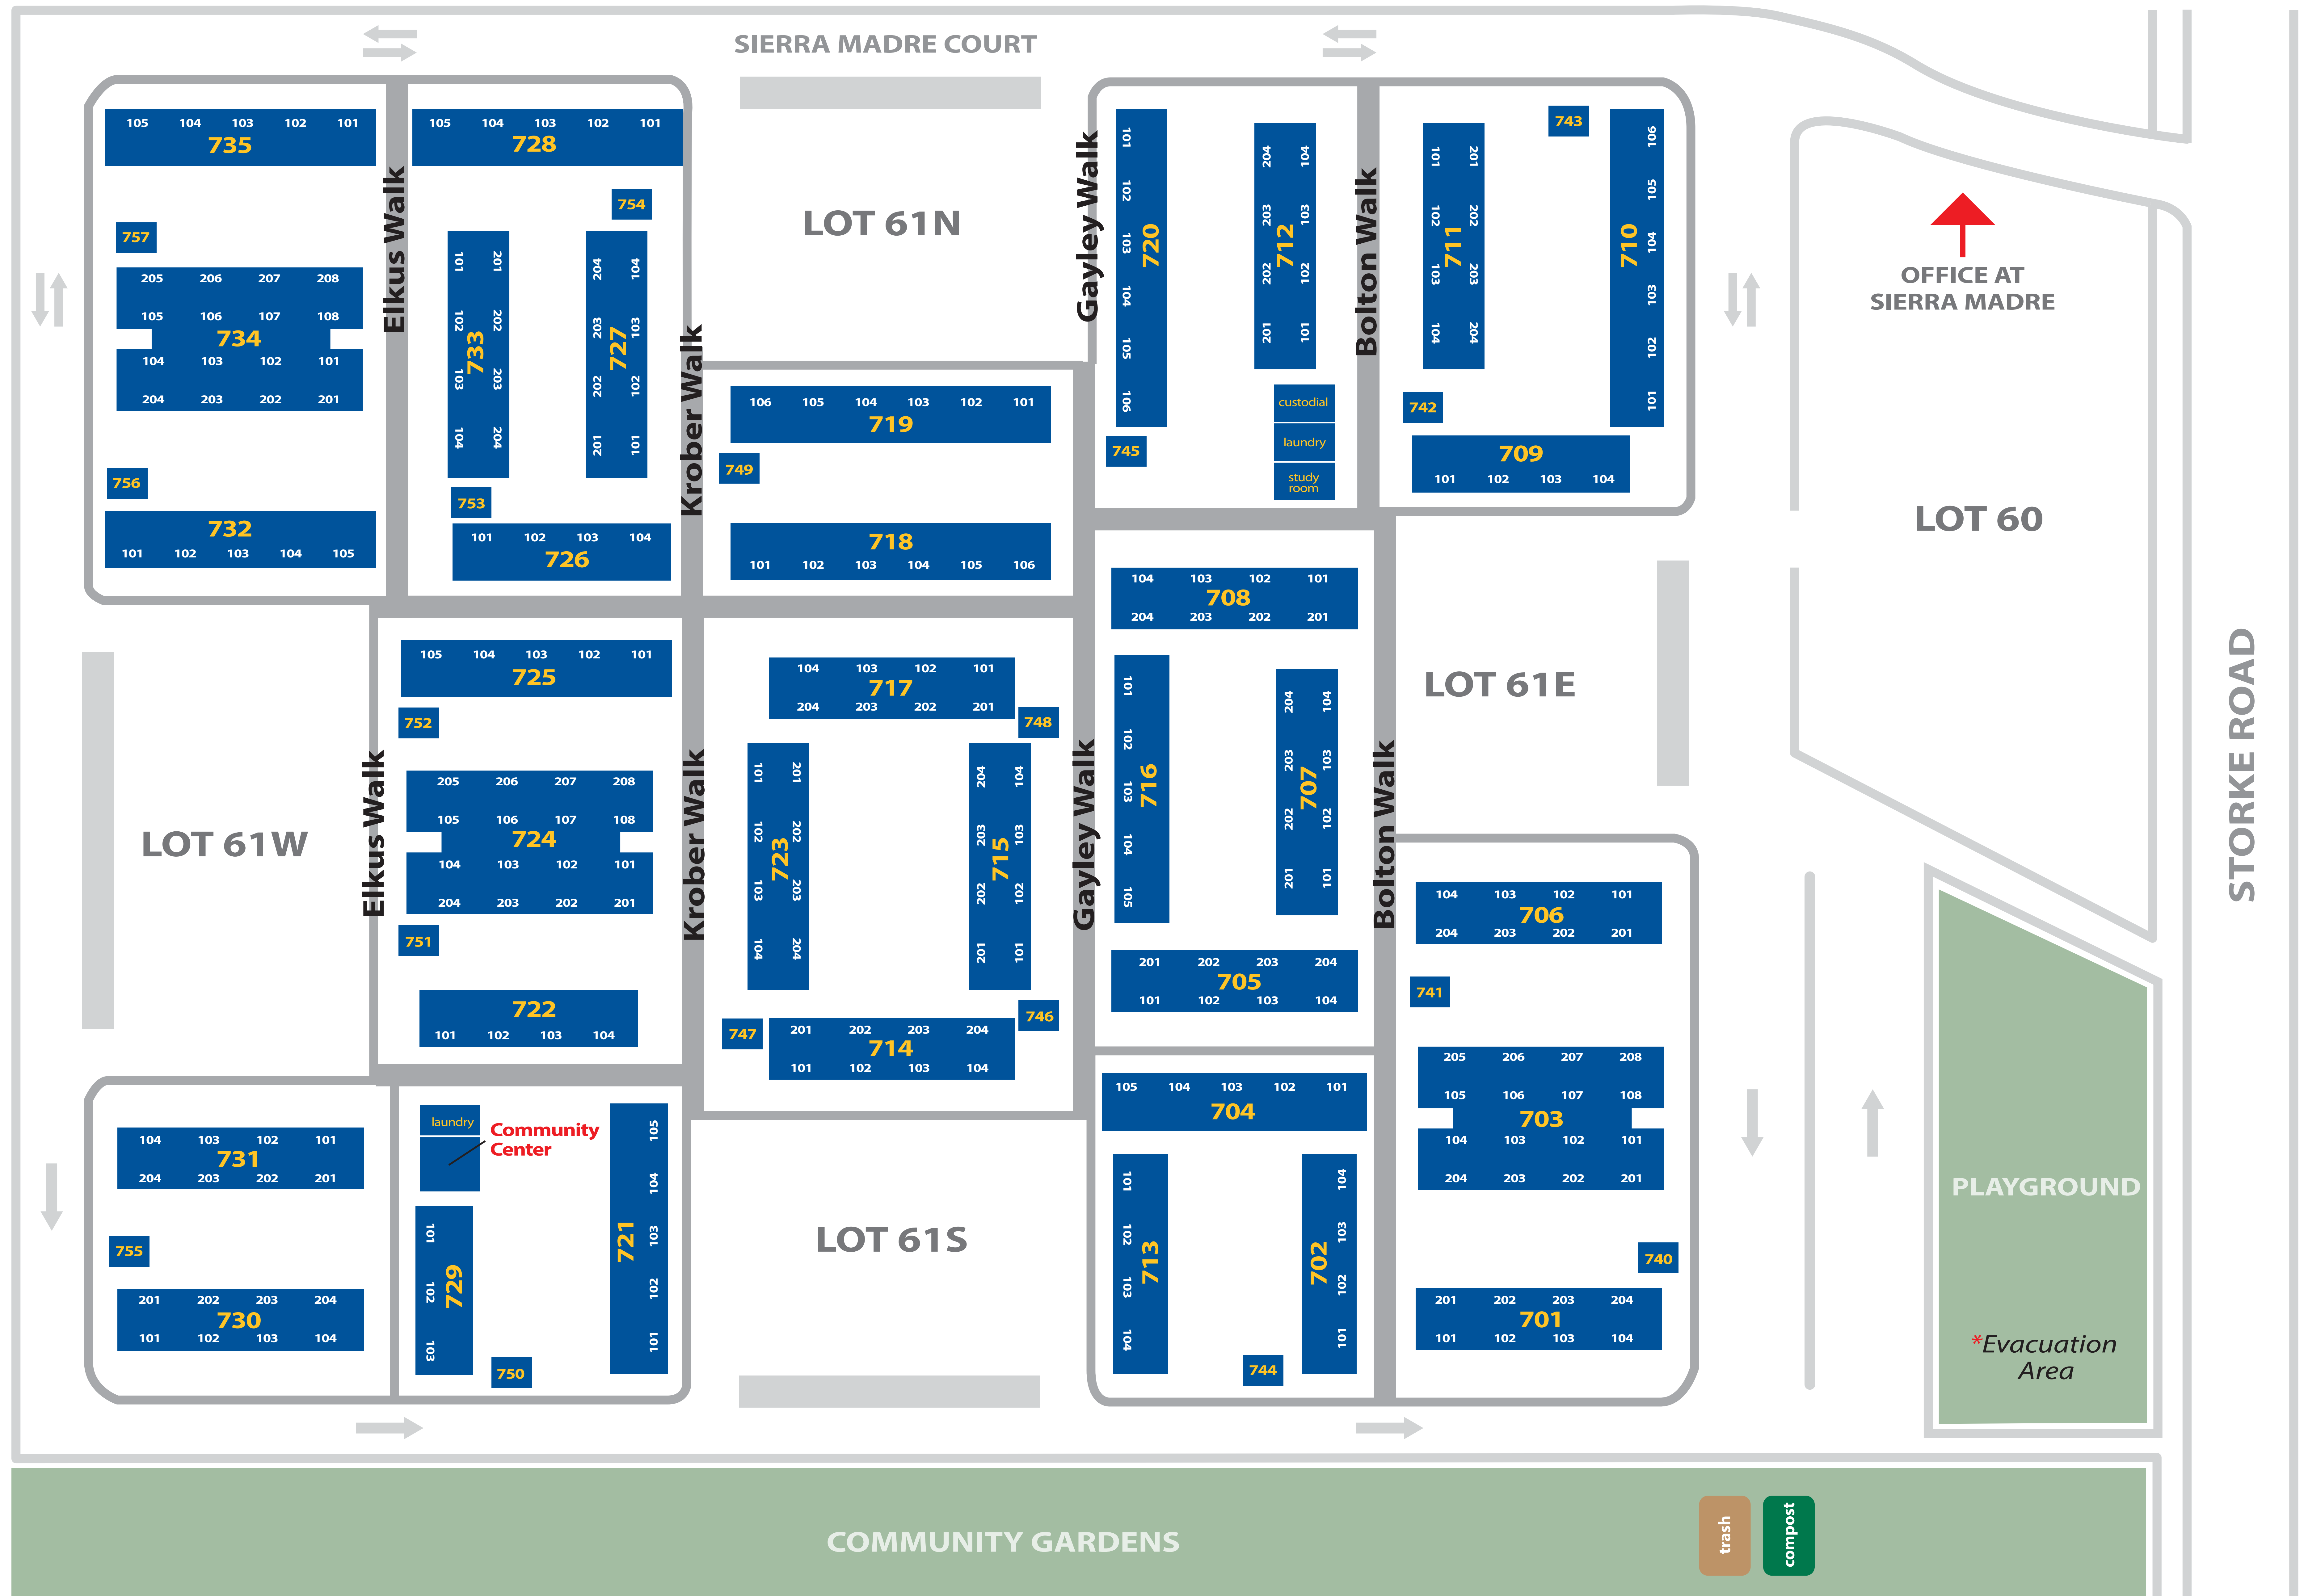 SIERRA MADRE COURT
105 104 103 102 101
735
757
205 206 207 208
105 106 107 108
734
104 103 102 101
204 203 202 201
756
732
101 102 103 104 105
Elkus Walk
105 104 103 102 101
728
754
101 102 103 104
733
201 202 203 204
204 203 202 201
727
104 103 102 101
753
101 102 103 104
726
Krober Walk
LOT 61N
106 105 104 103 102 101
719
749
718
101 102 103 104 105 106
Gayley Walk
101 102 103 104 105 106
720
745
204 203 202 201
712
104 103 102 101
custodial
laundry
study
room
Bolton Walk
101 102 103 104
711
201 202 203 204
743
742
106 105 104 103 102 101
710
709
101 102 103 104
OFFICE AT
SIERRA MADRE
LOT 60
STORKE ROAD
LOT 61W
Elkus Walk
105 104 103 102 101
725
752
205 206 207 208
105 106 107 108
724
104 103 102 101
204 203 202 201
751
722
101 102 103 104
Krober Walk
104 103 102 101
717
204 203 202 201
748
101 102 103 104
723
201 202 203 204
204 203 202 201
715
104 103 102 101
747
746
201 202 203 204
714
101 102 103 104
Gayley Walk
104 103 102 101
708
204 203 202 201
101 102 103 104 105
716
204 203 202 201
707
104 103 102 101
201 202 203 204
705
101 102 103 104
Bolton Walk
LOT 61E
104 103 102 101
706
204 203 202 201
741
205 206 207 208
105 106 107 108
703
104 103 102 101
204 203 202 201
740
201 202 203 204
701
101 102 103 104
104 103 102 101
731
204 203 202 201
755
201 202 203 204
730
101 102 103 104
laundry
Community
Center
101 102 103
729
750
721
105 104 103 102 101
LOT 61S
105 104 103 102 101
704
101 102 103 104
713
702
104 103 102 101
744
PLAYGROUND
*Evacuation
Area
COMMUNITY GARDENS
trash
compost